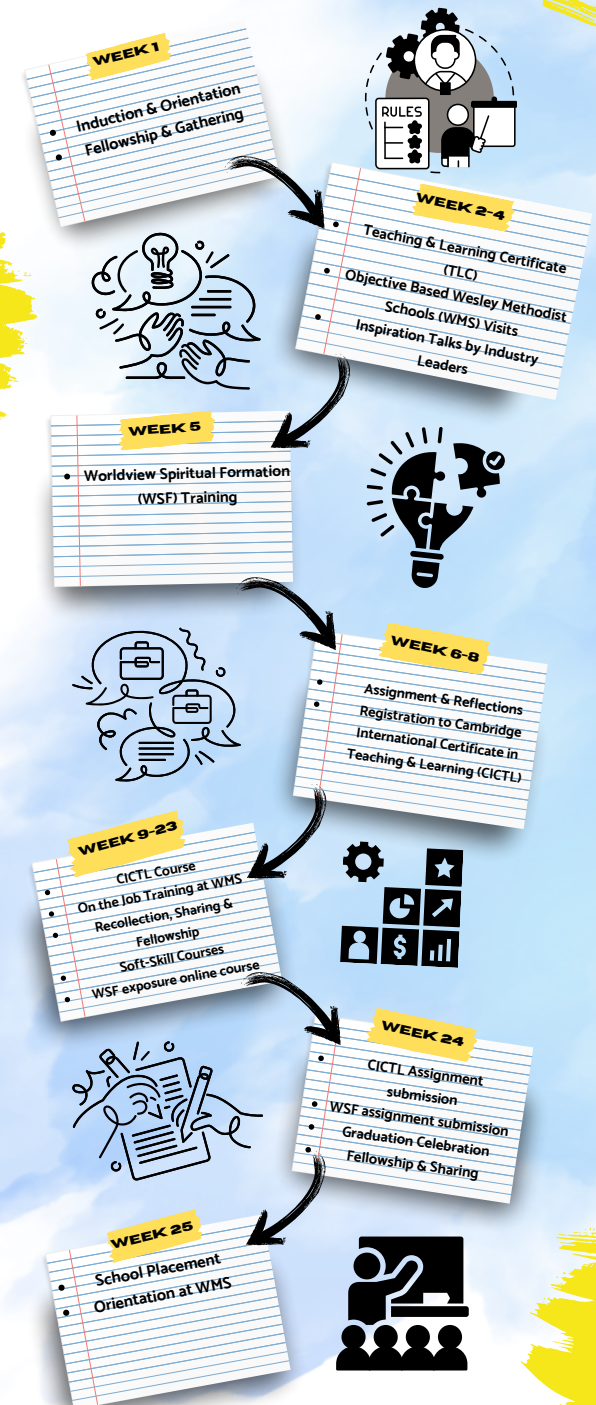 WEEK 1
Induction & Orientation
Fellowship & Gathering
RULES
WEEK 2-4
Teaching & Learning Certificate
(TLC)
Objective Based Wesley Methodist
Schools (WMS) Visits
Inspiration Talks by Industry
Leaders
WEEK 5
Worldview Spiritual Formation
(WSF) Training
WEEK 6-8
Assignment & Reflections
Registration to Cambridge
International Certificate in
Teaching & Learning (CICTL)
WEEK 9-23
CICTL Course
On the Job Training at WMS
Recollection, Sharing &
Fellowship
Soft-Skill Courses
WSF exposure online course
$
WEEK 24
CICTL Assignment
submission
WSF assignment submission
Graduation Celebration
Fellowship & Sharing
WEEK 25
School Placement
Orientation at WMS